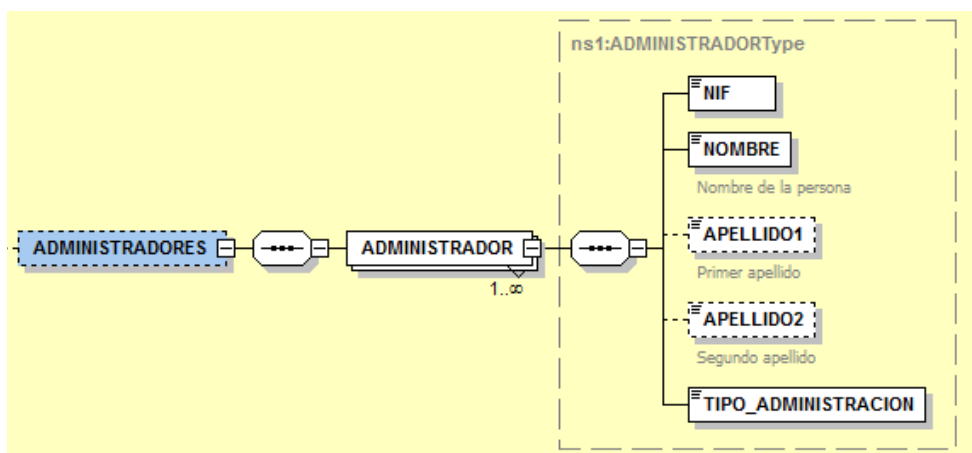 ns1:ADMINISTRADORType
NIF
NOMBRE
Nombre de la persona
ADMINISTRADORES
ADMINISTRADOR
1..∞
APELLIDO1
Primer apellido
APELLIDO2
Segundo apellido
TIPO_ADMINISTRACION